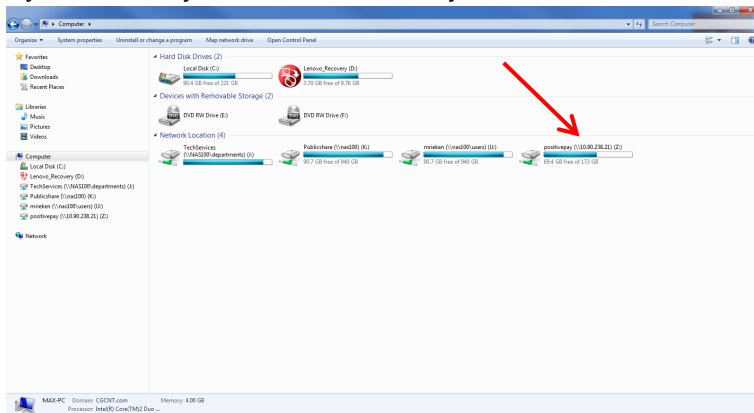 Computer
Search Computer
Organize
System properties
Uninstall or change a program
Map network drive
Open Control Panel
Favorites
Desktop
Downloads
Recent Places
Libraries
Music
Pictures
Videos
Computer
Local Disk (C:)
Lenovo_Recovery (D:)
TechServices (\\NAS100\departments) (J:)
Publicshare (\\nas100) (K:)
mrieken (\\nas100\users) (U:)
positivepay (\\10.90.238.21) (Z:)
Network
Hard Disk Drives (2)
Local Disk (C:)
90.4 GB free of 221 GB
Lenovo_Recovery (D:)
3.70 GB free of 9.76 GB
Devices with Removable Storage (2)
DVD RW Drive (E:)
DVD RW Drive (F:)
Network Location (4)
TechServices
(\\NAS100\departments) (J:)
Publicshare (\\nas100) (K:)
90.7 GB free of 940 GB
mrieken (\\nas100\users) (U:)
90.7 GB free of 940 GB
positivepay (\\10.90.238.21) (Z:)
69.4 GB free of 173 GB
MAX-PC Domain: CGCNT.com Memory: 4.00 GB
Processor: Intel(R) Core(TM)2 Duo ...